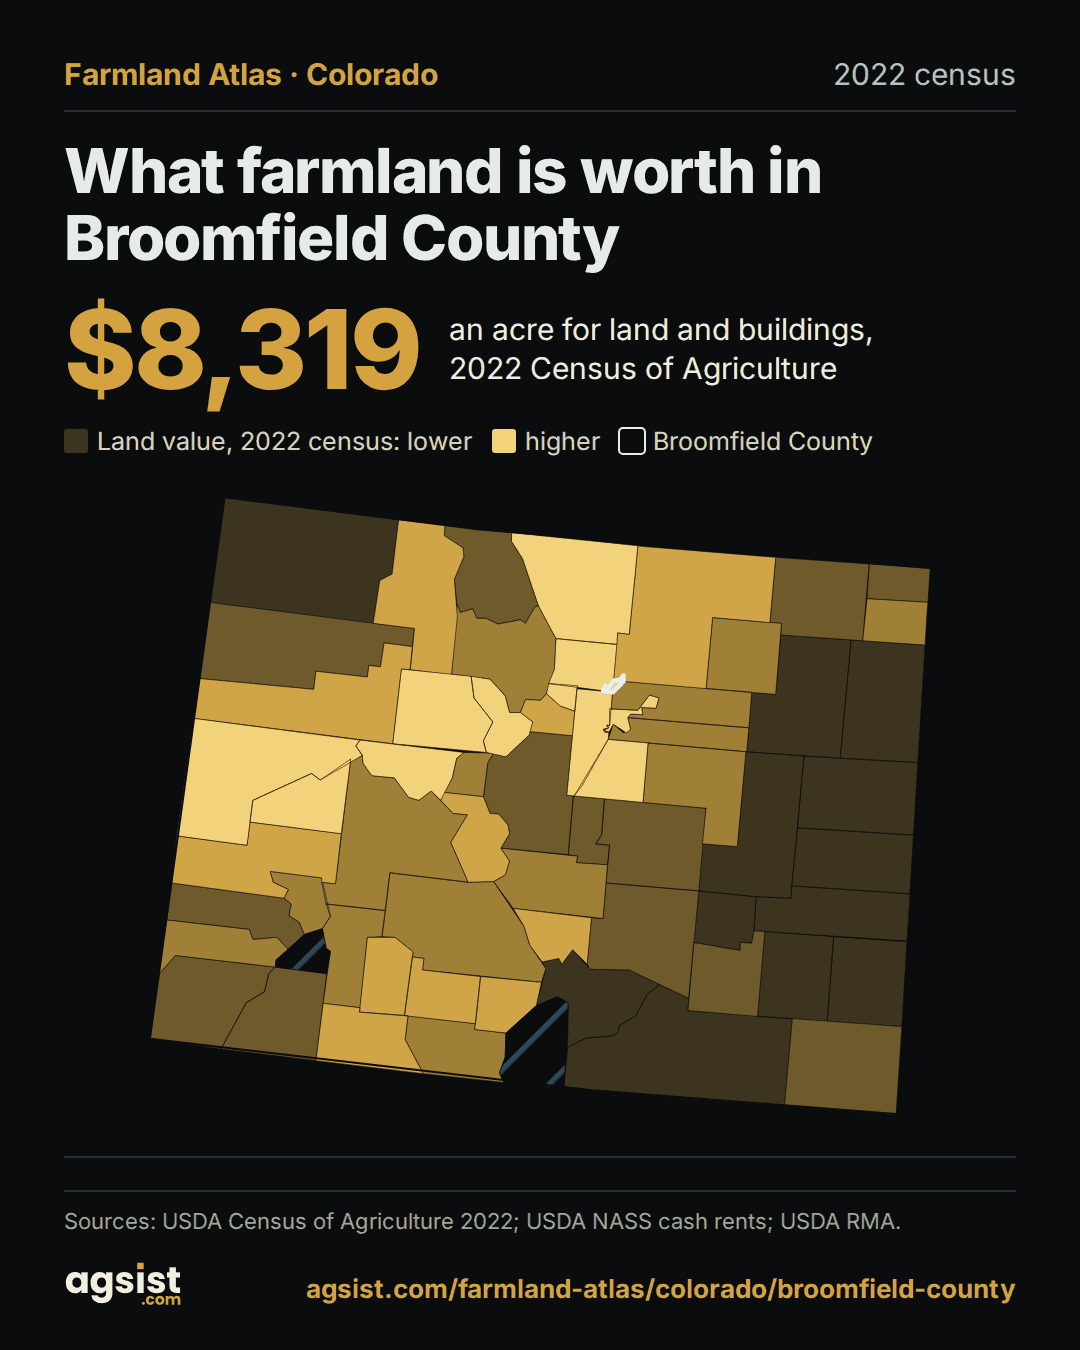 Farmland Atlas · Colorado
2022 census
What farmland is worth in
Broomfield County
$8,319
an acre for land and buildings,
2022 Census of Agriculture
Land value, 2022 census: lower
higher
Broomfield County
Sources: USDA Census of Agriculture 2022; USDA NASS cash rents; USDA RMA.
agsist
.com
agsist.com/farmland-atlas/colorado/broomfield-county